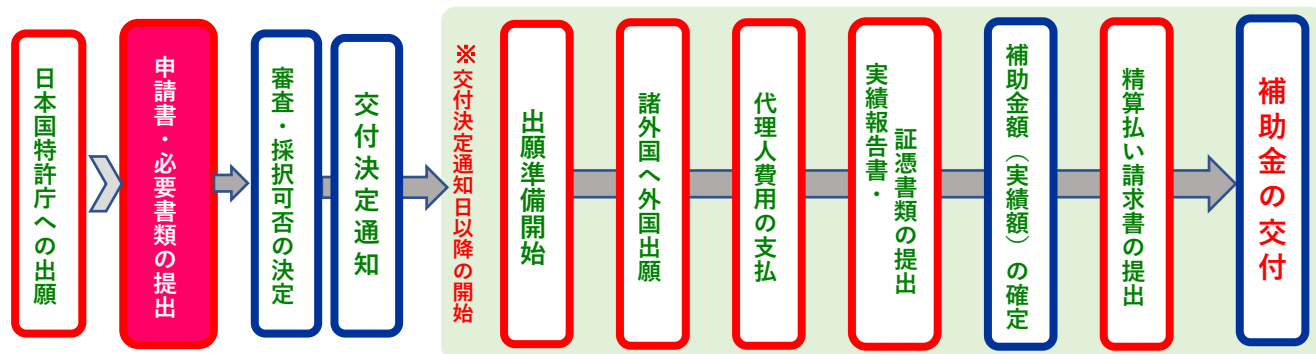 日本国特許庁への出願
申請書・必要書類の提出
審査・採択可否の決定
交付決定通知
※交付決定通知日以降の開始
出願準備開始
諸外国へ外国出願
代理人費用の支払
実績報告書・
証憑書類の提出
補助金額（実績額）の確定
精算払い請求書の提出
補助金の交付